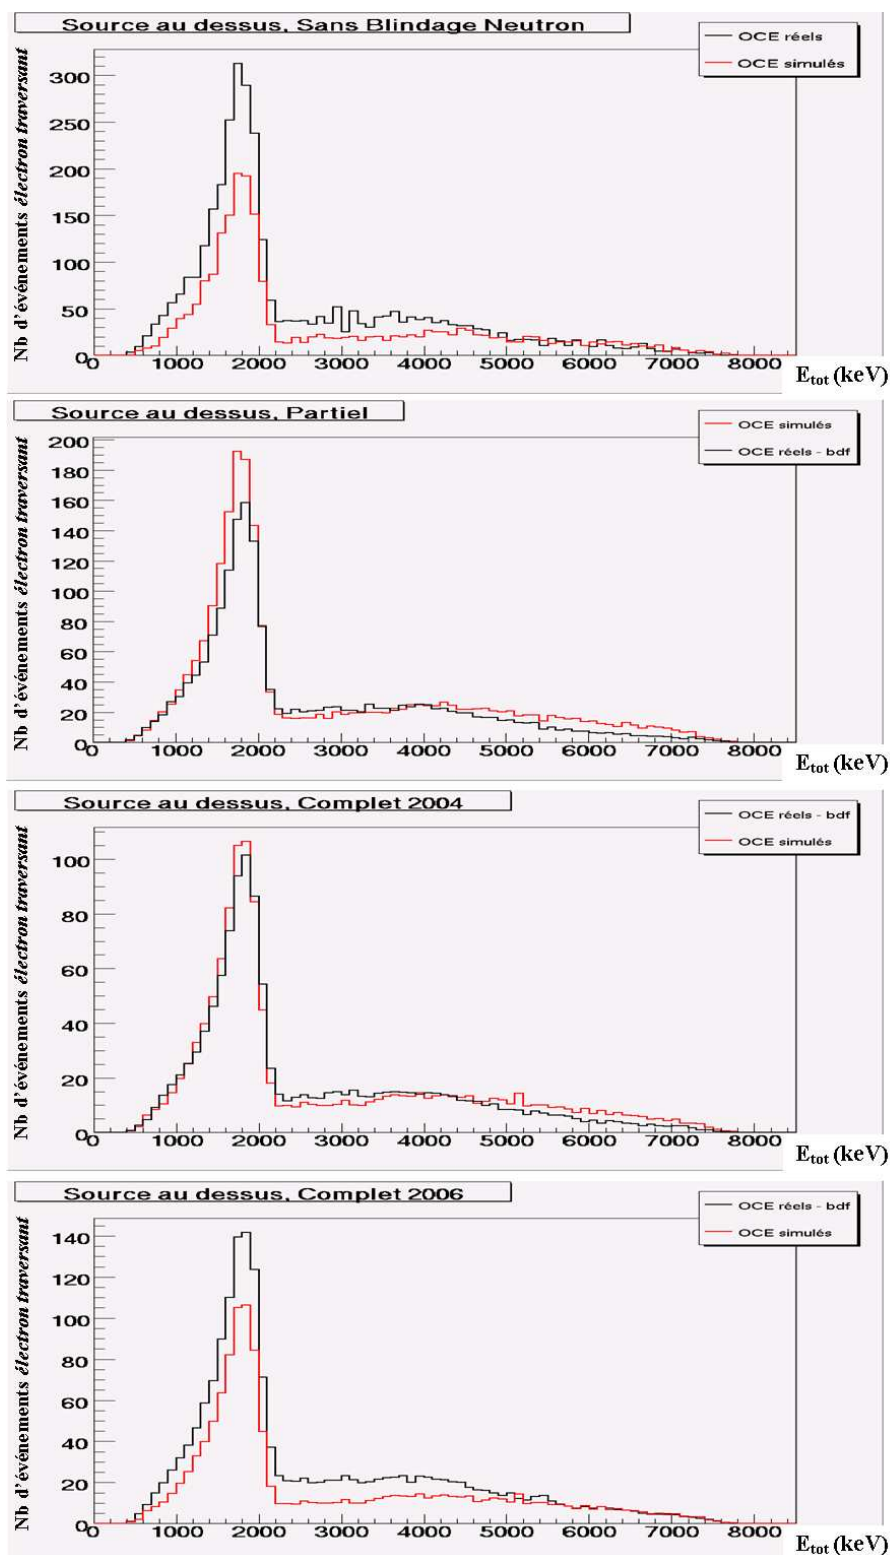 Source au dessus, Sans Blindage Neutron
OCE réels
OCE simulés
Nb d'événements électron traversant
300
250
200
150
100
50
0
0 1000 2000 3000 4000 5000 6000 7000 8000
Etot (keV)
Source au dessus, Partiel
OCE simulés
OCE réels - bdf
Nb d'événements électron traversant
200
180
160
140
120
100
80
60
40
20
0
0 1000 2000 3000 4000 5000 6000 7000 8000
Etot (keV)
Source au dessus, Complet 2004
OCE réels - bdf
OCE simulés
Nb d'événements électron traversant
100
80
60
40
20
0
0 1000 2000 3000 4000 5000 6000 7000 8000
Etot (keV)
Source au dessus, Complet 2006
OCE réels - bdf
OCE simulés
Nb d'événements électron traversant
140
120
100
80
60
40
20
0
0 1000 2000 3000 4000 5000 6000 7000 8000
Etot (keV)